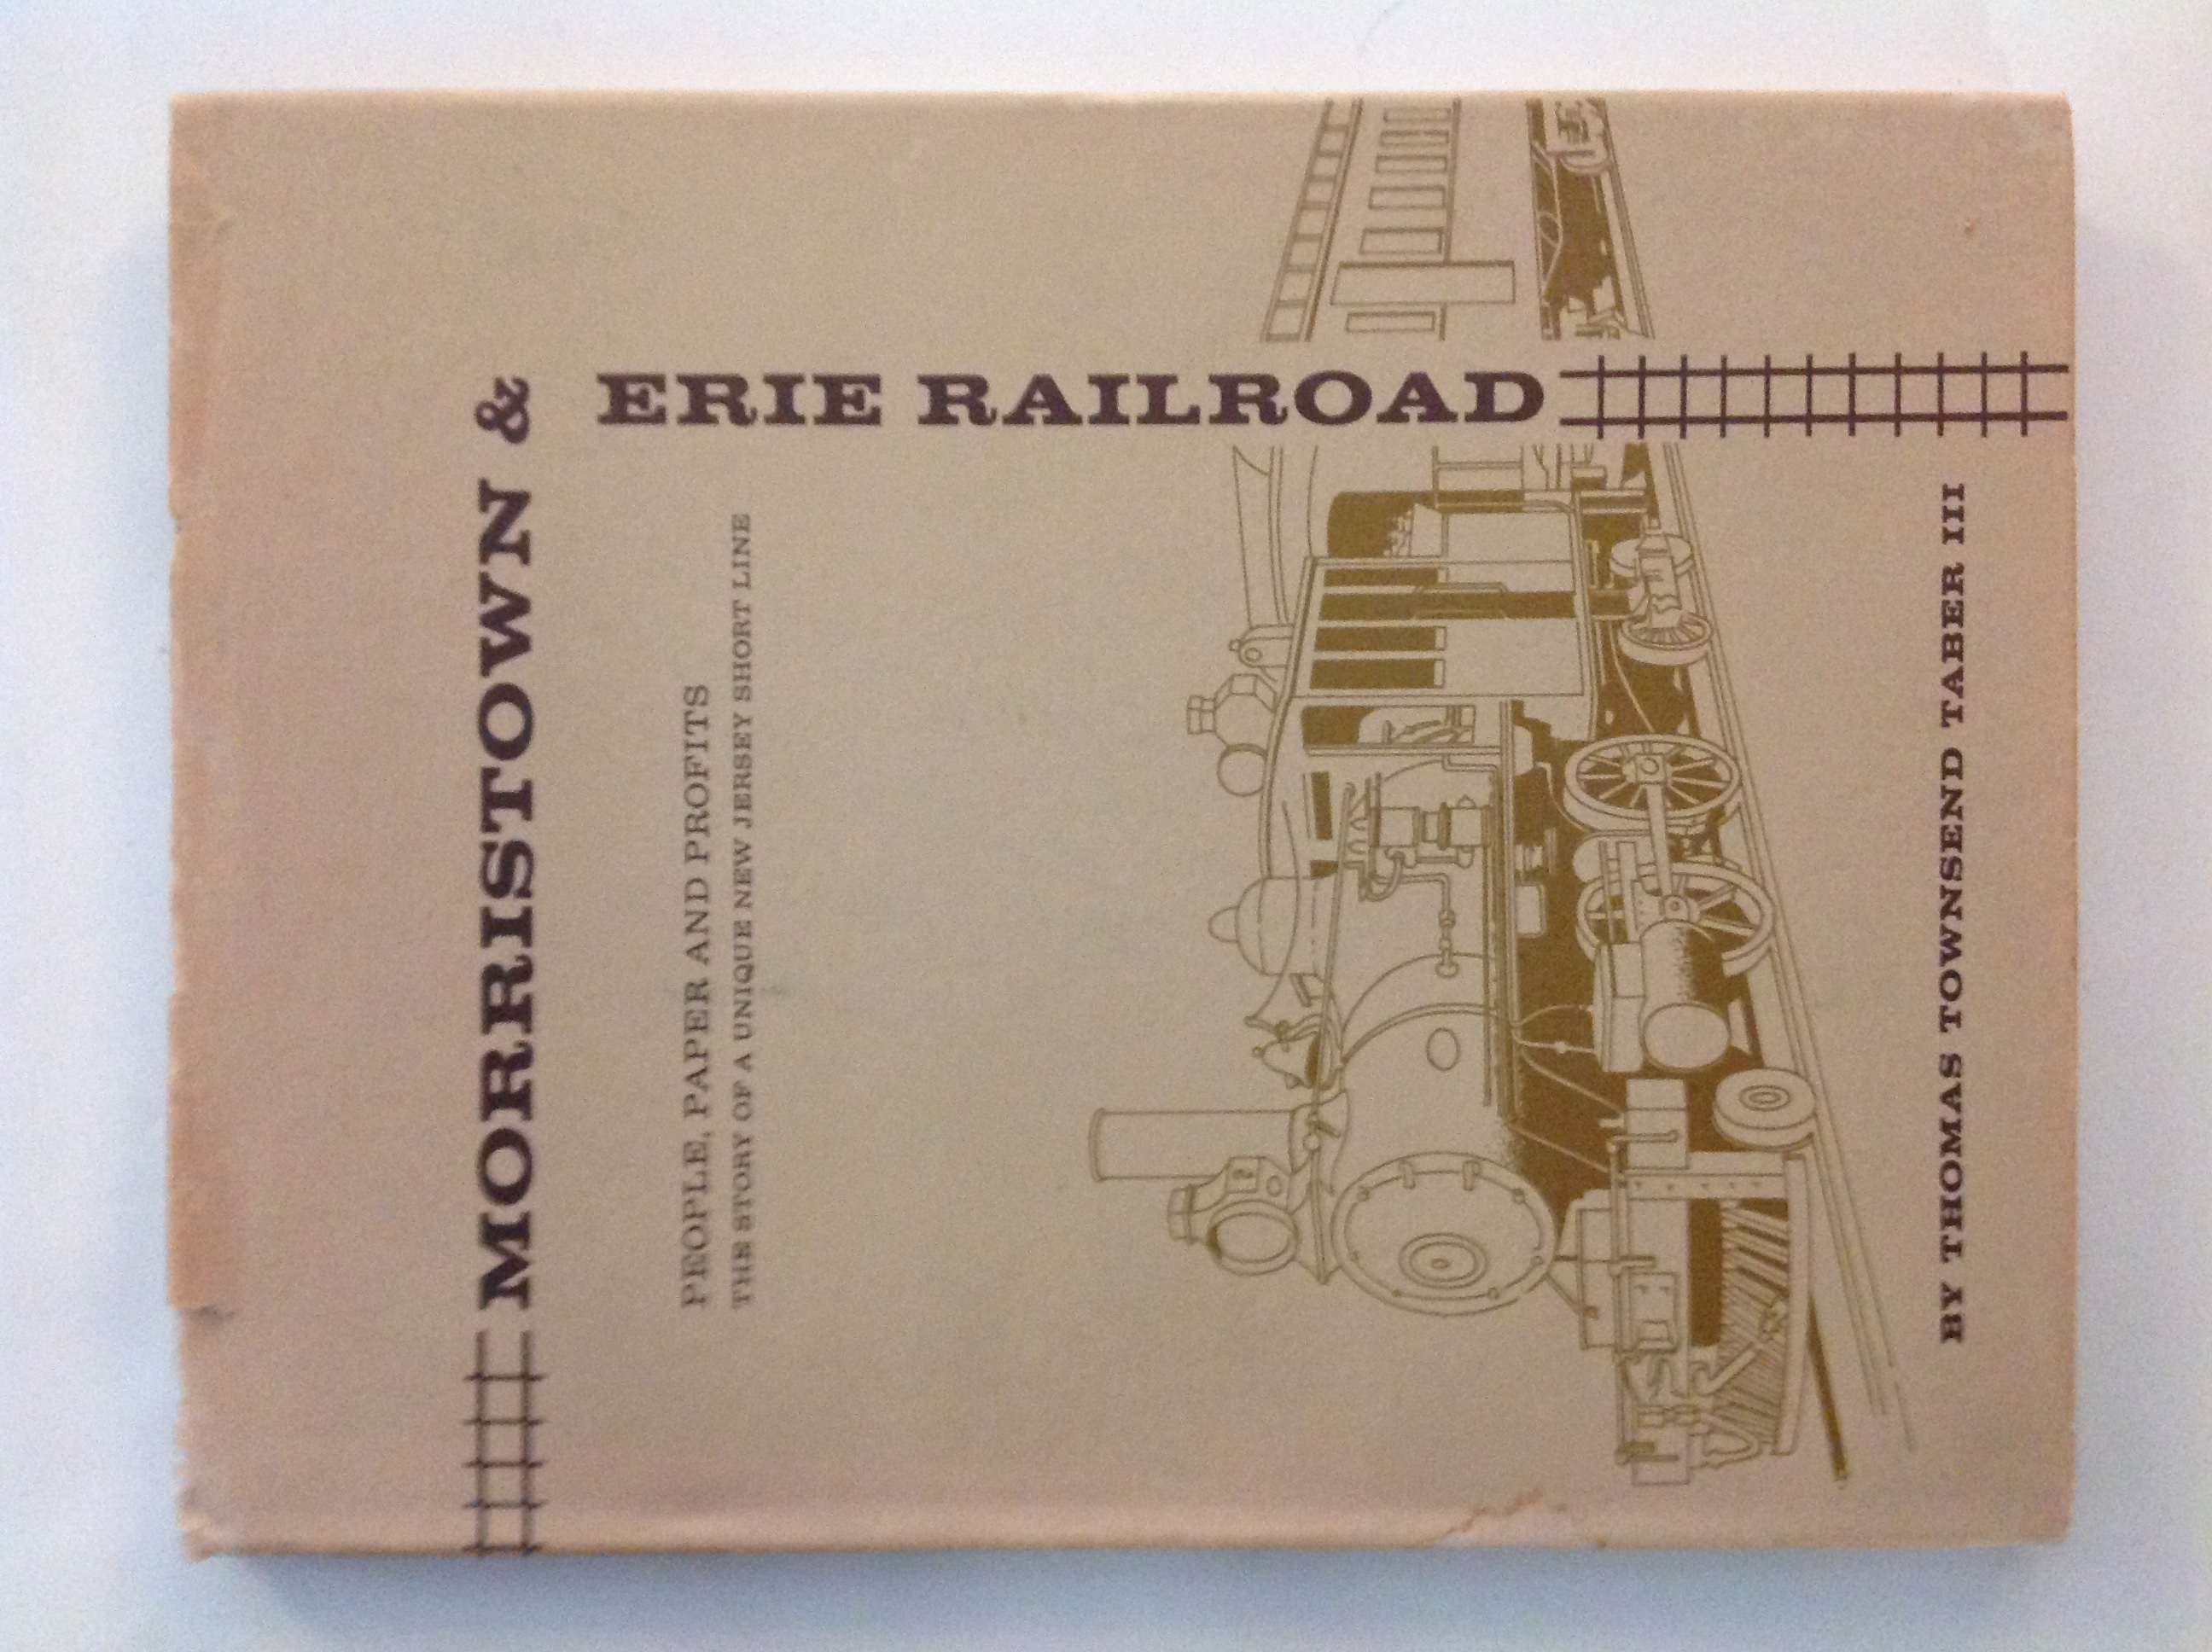 MORRISTOWN &
ERIE RAILROAD
PEOPLE, PAPER AND PROFITS
THE STORY OF A UNIQUE NEW JERSEY SHORT LINE
BY THOMAS TOWNSEND TABER III